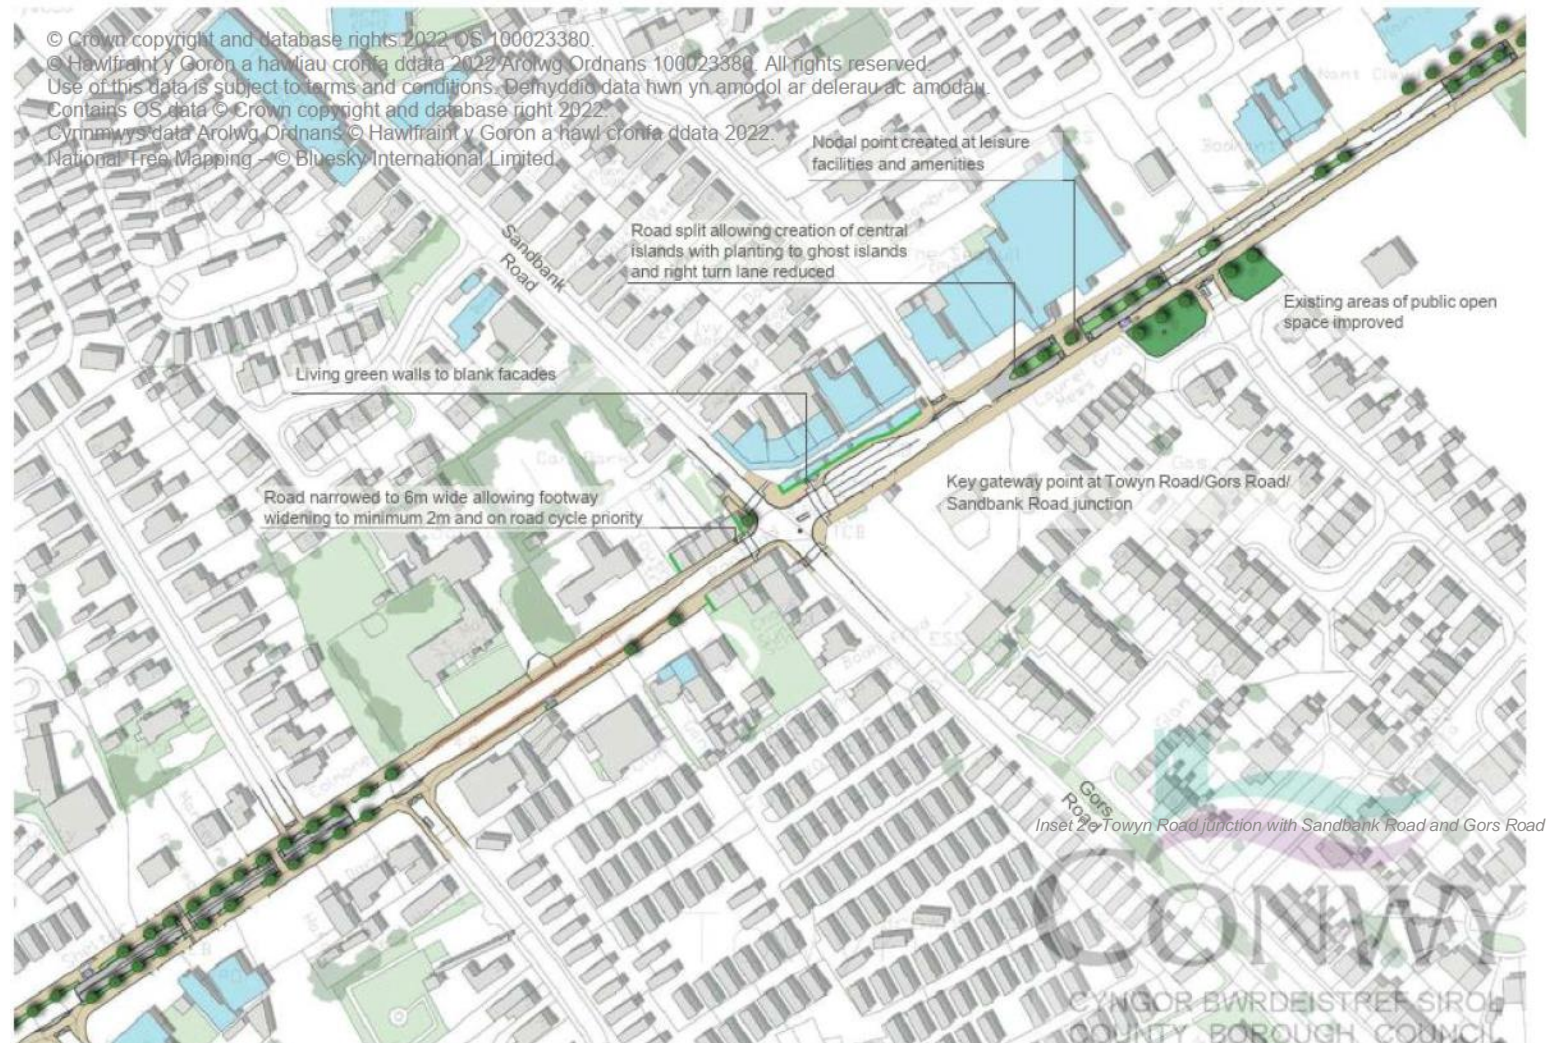 © Crown copyright and database rights 2022 OS 100023380.
© Hawlfraint y Goron a hawliau cronfa ddata 2022 Arolwg Ordnans 100023380. All rights reserved.
Use of this data is subject to terms and conditions. Defnyddio data hwn yn amodol ar delerau ac amodau.
Contains OS data © Crown copyright and database right 2022.
Cynnwys data Arolwg Ordnans © Hawlfraint y Goron a hawl cronfa ddata 2022.
National Tree Mapping – © Bluesky International Limited.
Nodal point created at leisure
facilities and amenities
Sandbank
Road
Road split allowing creation of central
islands with planting to ghost islands
and right turn lane reduced
Existing areas of public open
space improved
Living green walls to blank facades
Key gateway point at Towyn Road/Gors Road/
Sandbank Road junction
Road narrowed to 6m wide allowing footway
widening to minimum 2m and on road cycle priority
ESS
Gors
Road
Inset 2e Towyn Road junction with Sandbank Road and Gors Road
CONWY
CYNGOR BWRDEISTREF SIROL
COUNTY BOROUGH COUNCIL